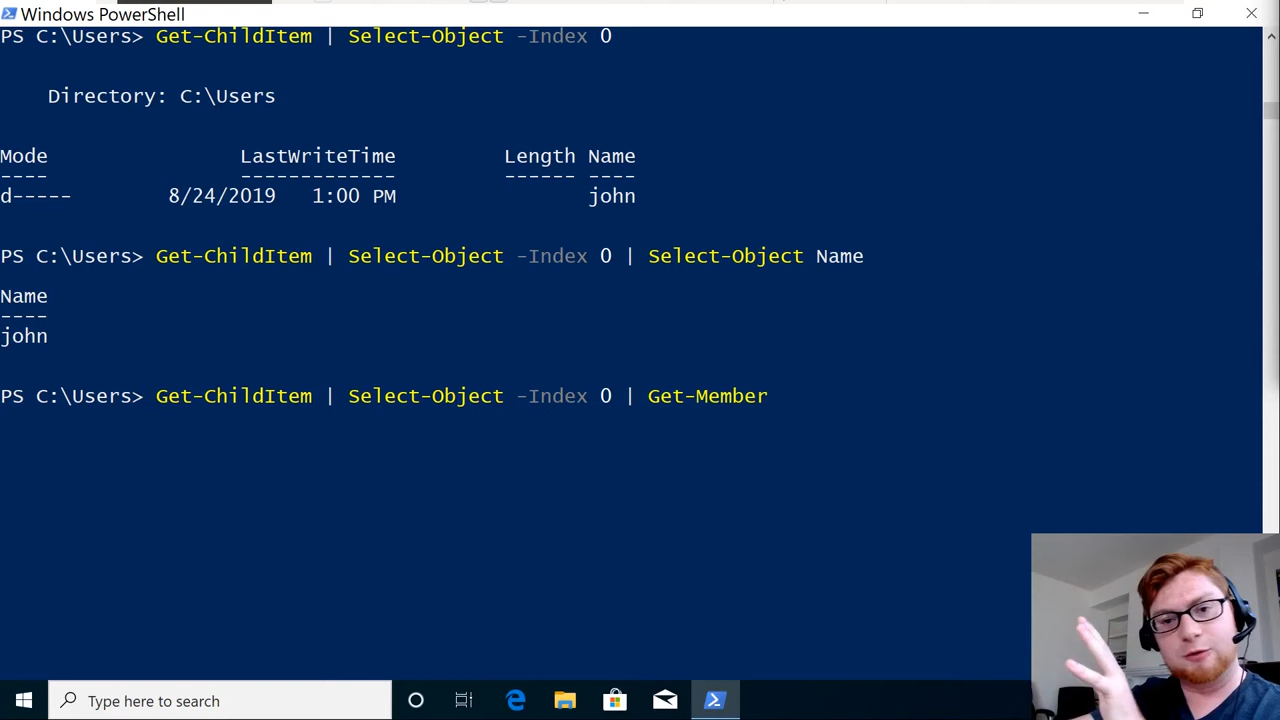 Windows PowerShell
PS C:\Users> Get-ChildItem | Select-Object -Index 0
Directory: C:\Users
Mode LastWriteTime Length Name
---- ------------- ------ ----
d----- 8/24/2019 1:00 PM john
PS C:\Users> Get-ChildItem | Select-Object -Index 0 | Select-Object Name
Name
----
john
PS C:\Users> Get-ChildItem | Select-Object -Index 0 | Get-Member
Type here to search